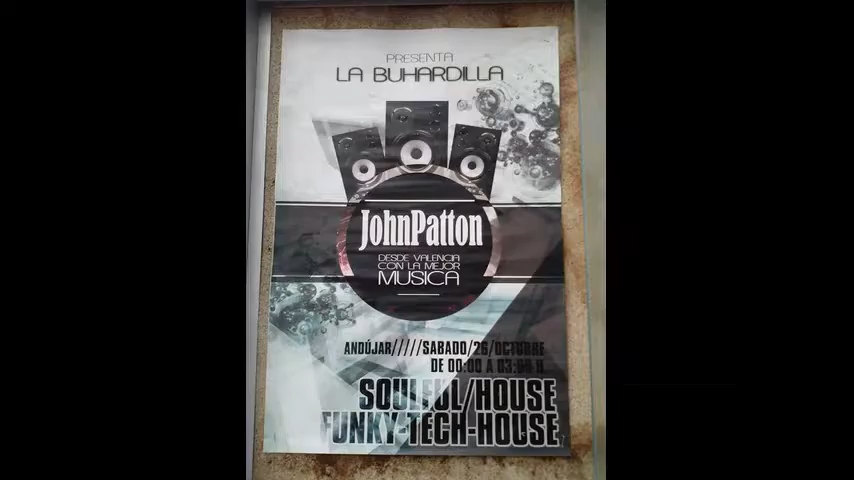 PRESENTA
LA BUHARDILLA
JohnPatton
DESDE VALENCIA
CON LA MEJOR
MUSICA
ANDÚJAR/////SABADO/26/OCTUBRE
DE 00:00 A 03:00 H
SOULFUL/HOUSE
FUNKY-TECH-HOUSE